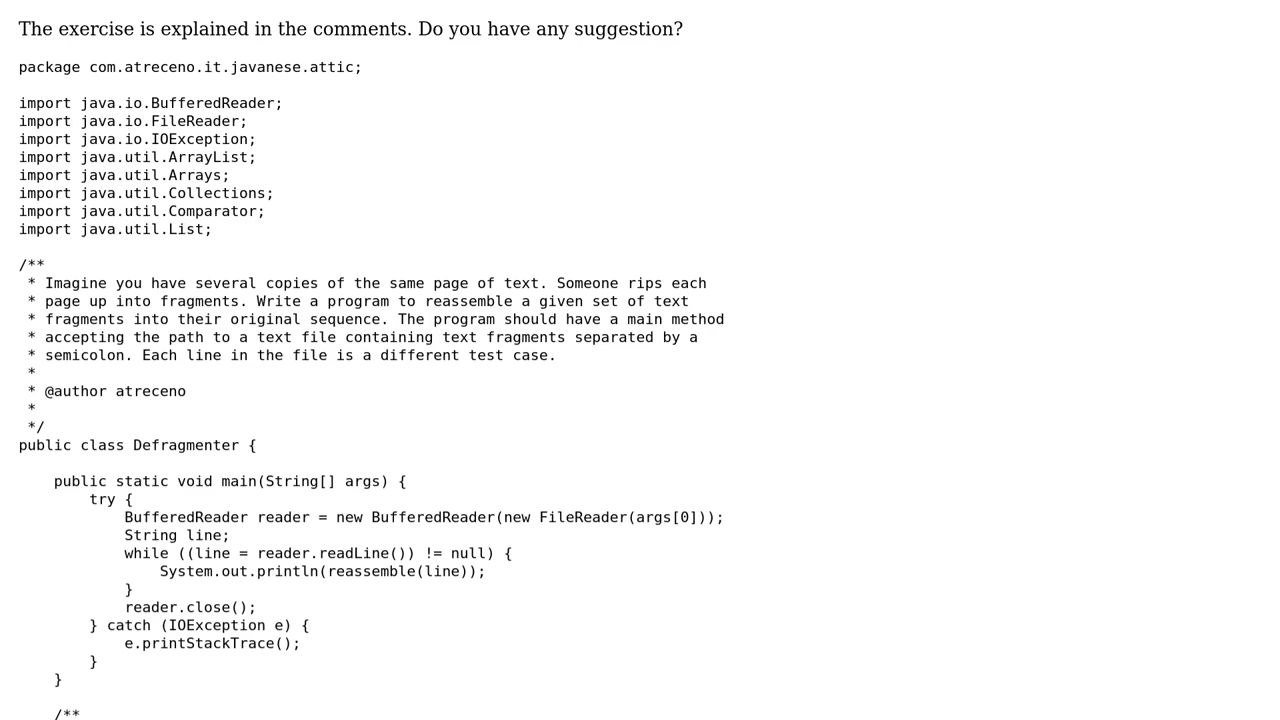 The exercise is explained in the comments. Do you have any suggestion?
package com.atreceno.it.javanese.attic;
import java.io.BufferedReader;
import java.io.FileReader;
import java.io.IOException;
import java.util.ArrayList;
import java.util.Arrays;
import java.util.Collections;
import java.util.Comparator;
import java.util.List;
/**
 * Imagine you have several copies of the same page of text. Someone rips each
 * page up into fragments. Write a program to reassemble a given set of text
 * fragments into their original sequence. The program should have a main method
 * accepting the path to a text file containing text fragments separated by a
 * semicolon. Each line in the file is a different test case.
 *
 * @author atreceno
 *
 */
public class Defragmenter {
    public static void main(String[] args) {
        try {
            BufferedReader reader = new BufferedReader(new FileReader(args[0]));
            String line;
            while ((line = reader.readLine()) != null) {
                System.out.println(reassemble(line));
            }
            reader.close();
        } catch (IOException e) {
            e.printStackTrace();
        }
    }
    /**